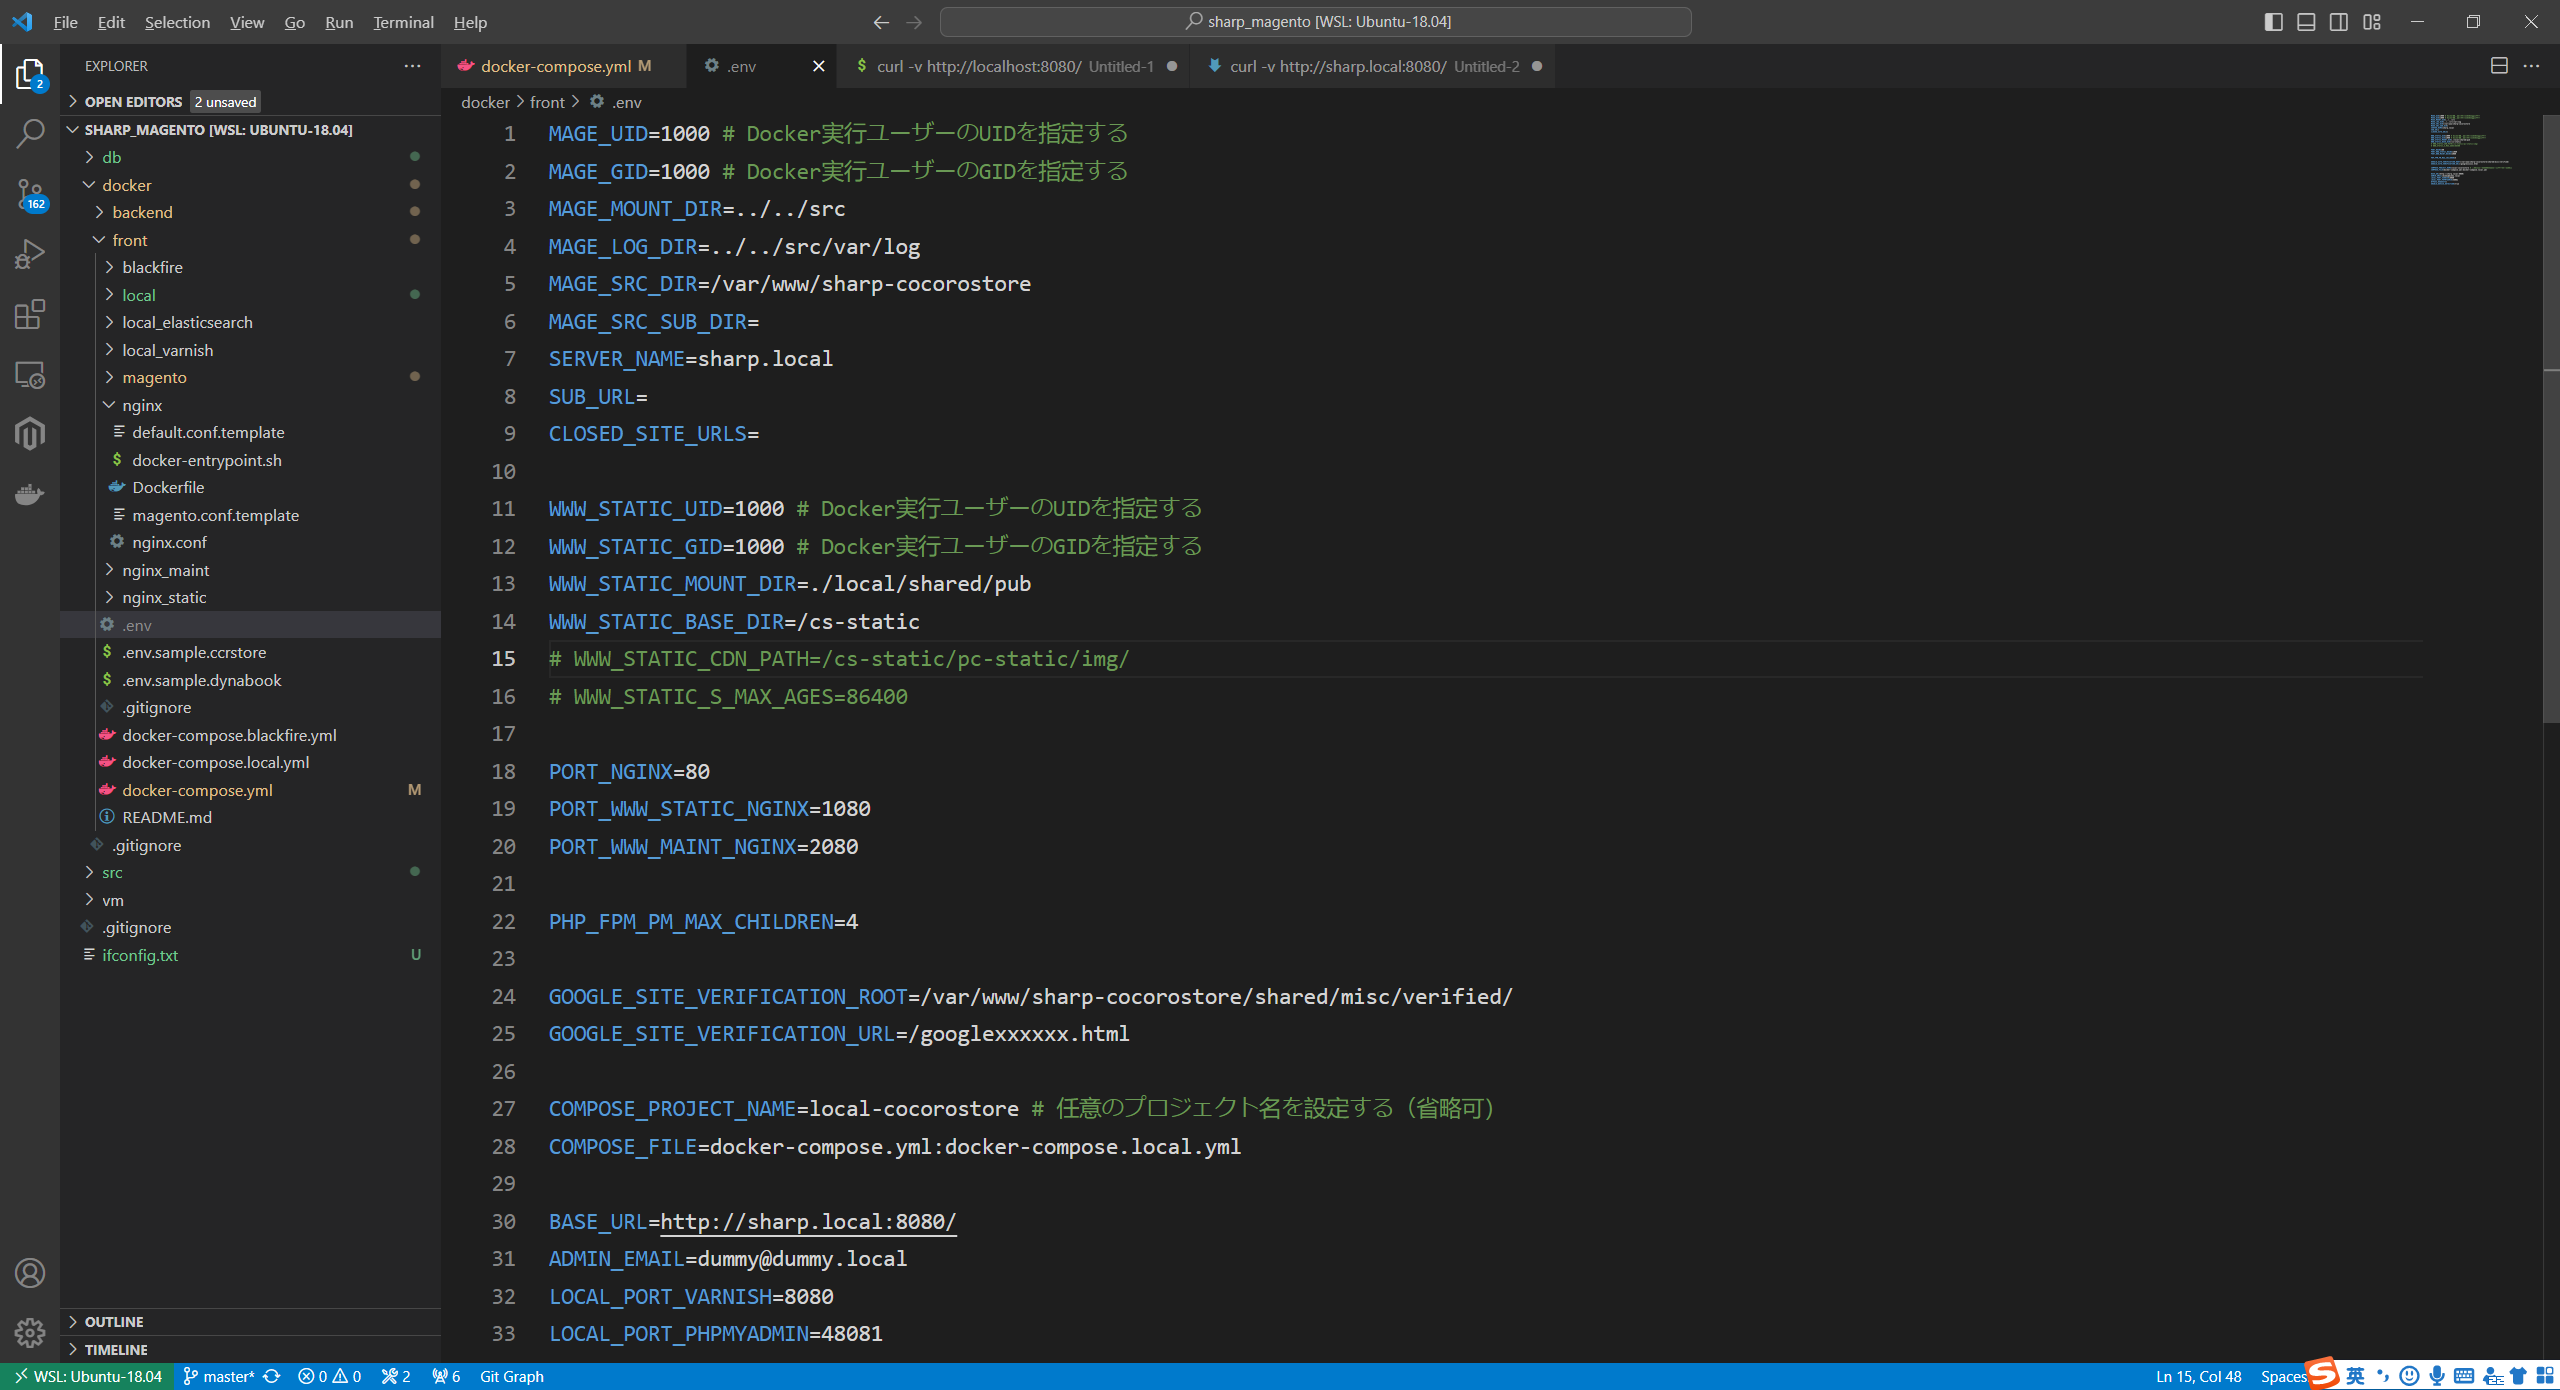 File Edit Selection View Go Run Terminal Help
sharp_magento [WSL: Ubuntu-18.04]
EXPLORER
OPEN EDITORS 2 unsaved
SHARP_MAGENTO [WSL: UBUNTU-18.04]
db
docker
backend
front
blackfire
local
local_elasticsearch
local_varnish
magento
nginx
default.conf.template
docker-entrypoint.sh
Dockerfile
magento.conf.template
nginx.conf
nginx_maint
nginx_static
.env
.env.sample.ccrstore
.env.sample.dynabook
.gitignore
docker-compose.blackfire.yml
docker-compose.local.yml
docker-compose.yml M
README.md
.gitignore
src
vm
.gitignore
ifconfig.txt U
OUTLINE
TIMELINE
2
162
docker-compose.yml M
.env
curl -v http://localhost:8080/ Untitled-1
curl -v http://sharp.local:8080/ Untitled-2
docker > front > .env
1 MAGE_UID=1000 # Docker実行ユーザーのUIDを指定する
2 MAGE_GID=1000 # Docker実行ユーザーのGIDを指定する
3 MAGE_MOUNT_DIR=../../src
4 MAGE_LOG_DIR=../../src/var/log
5 MAGE_SRC_DIR=/var/www/sharp-cocorostore
6 MAGE_SRC_SUB_DIR=
7 SERVER_NAME=sharp.local
8 SUB_URL=
9 CLOSED_SITE_URLS=
10
11 WWW_STATIC_UID=1000 # Docker実行ユーザーのUIDを指定する
12 WWW_STATIC_GID=1000 # Docker実行ユーザーのGIDを指定する
13 WWW_STATIC_MOUNT_DIR=./local/shared/pub
14 WWW_STATIC_BASE_DIR=/cs-static
15 # WWW_STATIC_CDN_PATH=/cs-static/pc-static/img/
16 # WWW_STATIC_S_MAX_AGES=86400
17
18 PORT_NGINX=80
19 PORT_WWW_STATIC_NGINX=1080
20 PORT_WWW_MAINT_NGINX=2080
21
22 PHP_FPM_PM_MAX_CHILDREN=4
23
24 GOOGLE_SITE_VERIFICATION_ROOT=/var/www/sharp-cocorostore/shared/misc/verified/
25 GOOGLE_SITE_VERIFICATION_URL=/googlexxxxxx.html
26
27 COMPOSE_PROJECT_NAME=local-cocorostore # 任意のプロジェクト名を設定する（省略可)
28 COMPOSE_FILE=docker-compose.yml:docker-compose.local.yml
29
30 BASE_URL=http://sharp.local:8080/
31 ADMIN_EMAIL=dummy@dummy.local
32 LOCAL_PORT_VARNISH=8080
33 LOCAL_PORT_PHPMYADMIN=48081
WSL: Ubuntu-18.04 master* 0 0 2 6 Git Graph
Ln 15, Col 48 Spaces
英